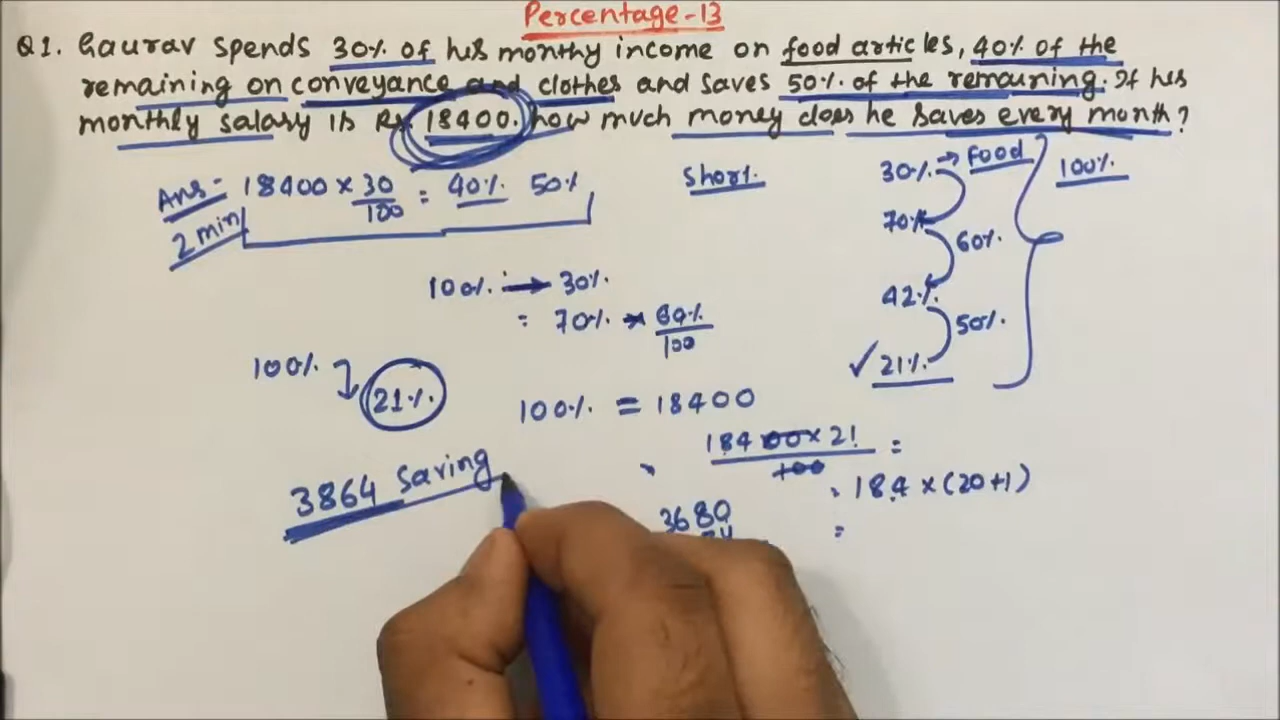 Percentage-13
Q1. Gaurav spends 30% of his monthy income on food articles, 40% of the
remaining on conveyance and clothes and saves 50% of the remaining. If his
monthly salary is Rs 18400. how much money does he saves every month?
Ans:- 18400 × 30/100 = 40% 50%
2 min
Short.
30% → Food
100%
70%
60%
42%
50%
✓ 21%
100% → 30%
= 70% × 60%/100
100%
21%
100% = 18400
18400 × 21/100 =
184 × (20+1)
=
3680
3864 Saving